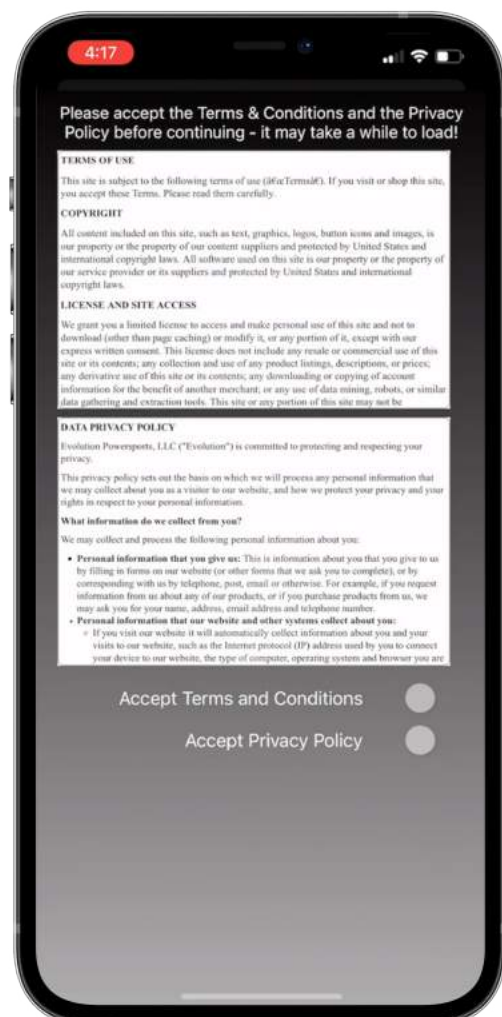 4:17
Please accept the Terms & Conditions and the Privacy
Policy before continuing - it may take a while to load!
TERMS OF USE
This site is subject to the following terms of use (â€œTermsâ€). If you visit or shop this site,
you accept these Terms. Please read them carefully.
COPYRIGHT
All content included on this site, such as text, graphics, logos, button icons and images, is
our property or the property of our content suppliers and protected by United States and
international copyright laws. All software used on this site is our property or the property of
our service provider or its suppliers and protected by United States and international
copyright laws.
LICENSE AND SITE ACCESS
We grant you a limited license to access and make personal use of this site and not to
download (other than page caching) or modify it, or any portion of it, except with our
express written consent. This license does not include any resale or commercial use of this
site or its contents; any collection and use of any product listings, descriptions, or prices;
any derivative use of this site or its contents; any downloading or copying of account
information for the benefit of another merchant; or any use of data mining, robots, or similar
data gathering and extraction tools. This site or any portion of this site may not be
DATA PRIVACY POLICY
Evolution Powersports, LLC ("Evolution") is committed to protecting and respecting your
privacy.
This privacy policy sets out the basis on which we will process any personal information that
we may collect about you as a visitor to our website, and how we protect your privacy and your
rights in respect to your personal information.
What information do we collect from you?
We may collect and process the following personal information about you:
• Personal information that you give us: This is information about you that you give to us
by filling in forms on our website (or other forms that we ask you to complete), or by
corresponding with us by telephone, post, email or otherwise. For example, if you request
information from us about any of our products, or if you purchase products from us, we
may ask you for your name, address, email address and telephone number.
• Personal information that our website and other systems collect about you:
○ If you visit our website it will automatically collect information about you and your
visits to our website, such as the Internet protocol (IP) address used by you to connect
your device to our website, the type of computer, operating system and browser you are
Accept Terms and Conditions
Accept Privacy Policy